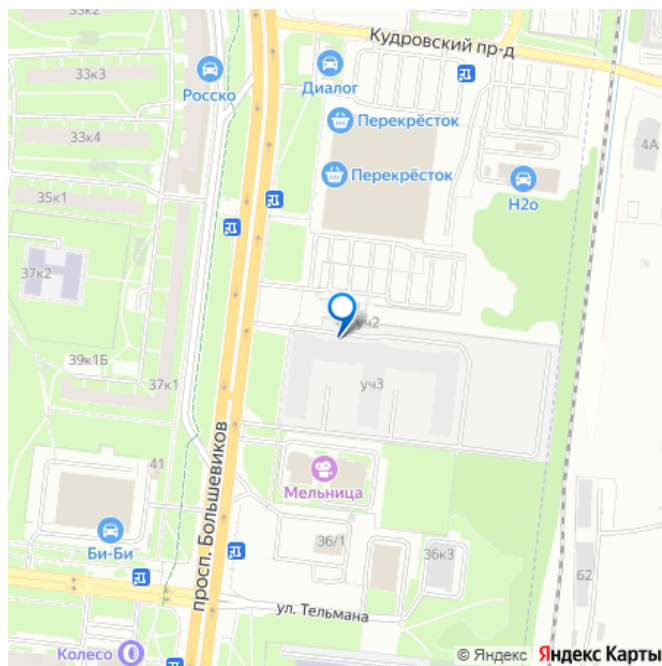 33к2
Кудровский пр-д
33к3
Росско
Диалог
Перекрёсток
33к4
4А
Перекрёсток
Н2о
35к1
37к2
уч2
39к1Б
37к1
уч3
просп. Большевиков
41
Мельница
Би-Би
36/1
36к3
62
ул. Тельмана
Колесо
© Яндекс Яндекс Карты